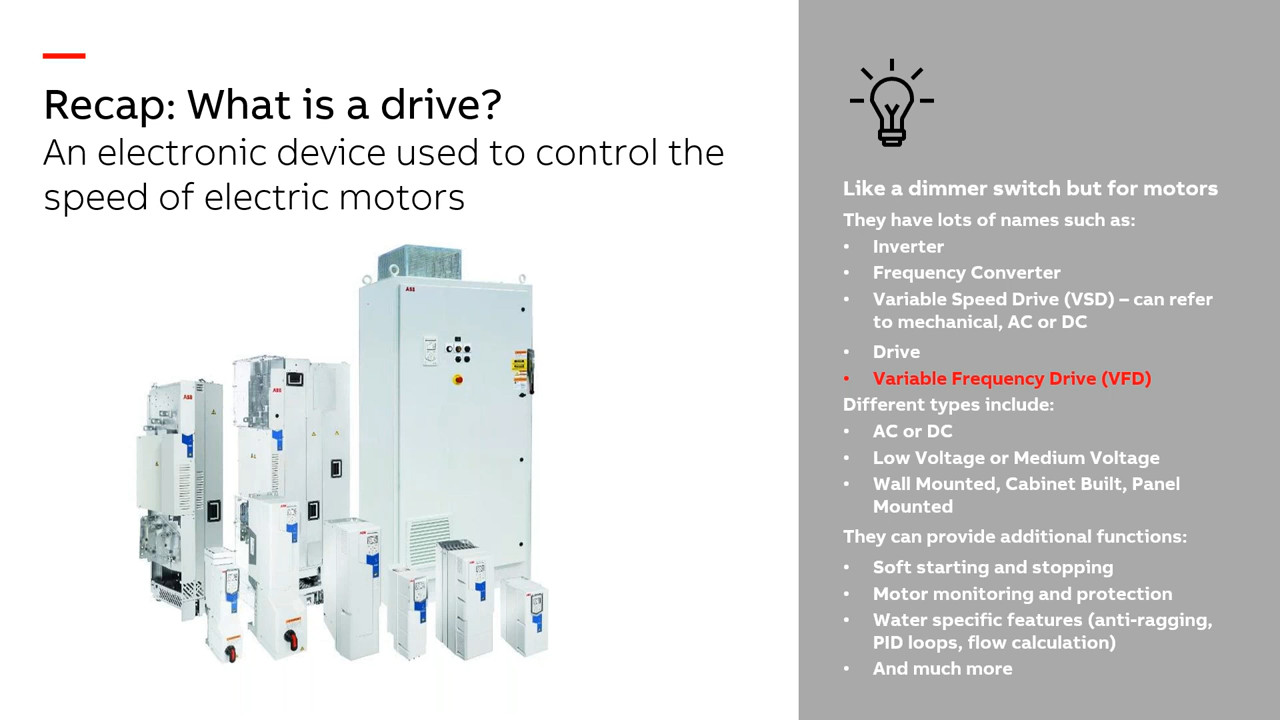 Recap: What is a drive?
An electronic device used to control the
speed of electric motors
ABB
ABB
ABB
Like a dimmer switch but for motors
They have lots of names such as:
• Inverter
• Frequency Converter
• Variable Speed Drive (VSD) – can refer
to mechanical, AC or DC
• Drive
• Variable Frequency Drive (VFD)
Different types include:
• AC or DC
• Low Voltage or Medium Voltage
• Wall Mounted, Cabinet Built, Panel
Mounted
They can provide additional functions:
• Soft starting and stopping
• Motor monitoring and protection
• Water specific features (anti-ragging,
PID loops, flow calculation)
• And much more